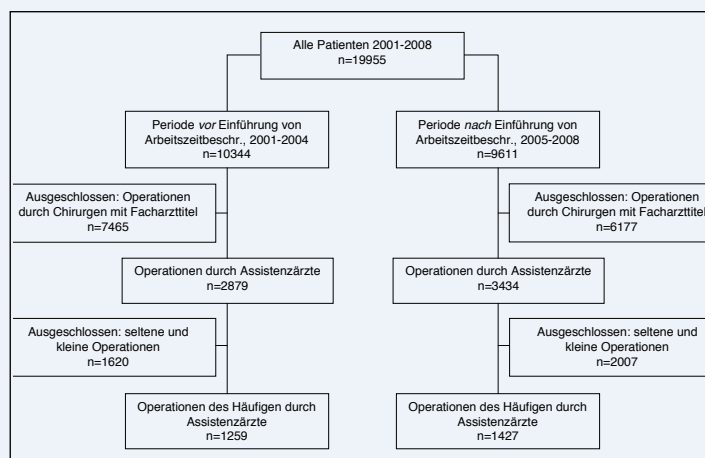 Alle Patienten 2001-2008
n=19955
Periode vor Einführung von
Arbeitszeitbeschr., 2001-2004
n=10344
Periode nach Einführung von
Arbeitszeitbeschr., 2005-2008
n=9611
Ausgeschlossen: Operationen
durch Chirurgen mit Facharzttitel
n=7465
Ausgeschlossen: Operationen
durch Chirurgen mit Facharzttitel
n=6177
Operationen durch Assistenzärzte
n=2879
Operationen durch Assistenzärzte
n=3434
Ausgeschlossen: seltene und
kleine Operationen
n=1620
Ausgeschlossen: seltene und
kleine Operationen
n=2007
Operationen des Häufigen durch
Assistenzärzte
n=1259
Operationen des Häufigen durch
Assistenzärzte
n=1427